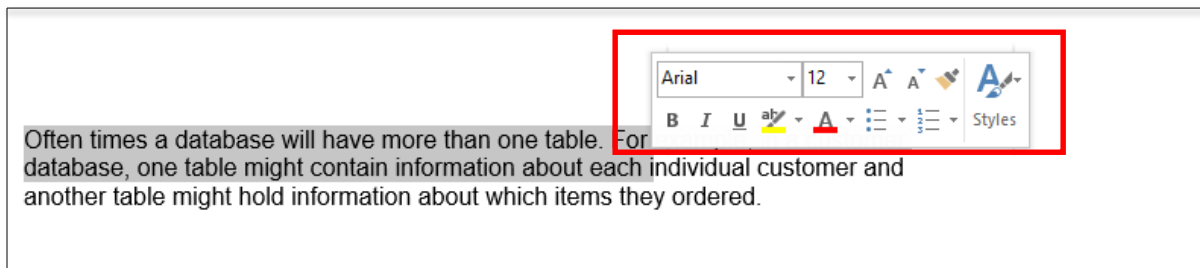 Arial 12 A A
B I U ab A Styles
Often times a database will have more than one table. For
database, one table might contain information about each individual customer and
another table might hold information about which items they ordered.